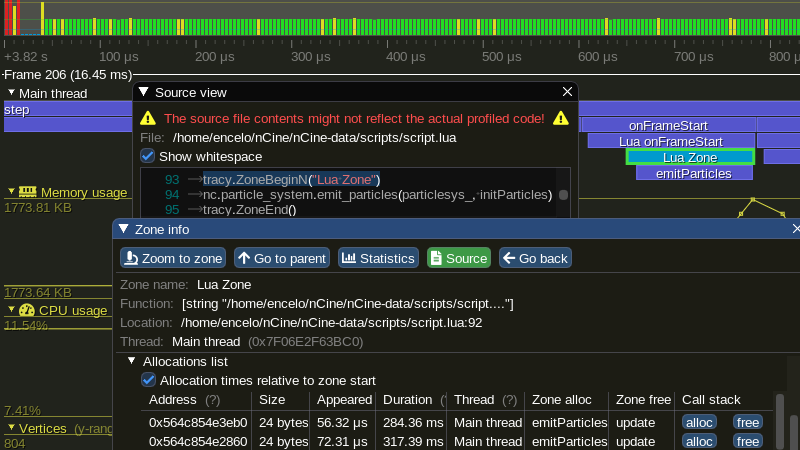 +3.82 s 100 μs 200 μs 300 μs 400 μs 500 μs 600 μs 700 μs 800 μs
Frame 206 (16.45 ms)
Main thread
step
onFrameStart
Lua onFrameStart
Lua Zone
emitParticles
Source view
The source file contents might not reflect the actual profiled code!
File: /home/encelo/nCine/nCine-data/scripts/script.lua
Show whitespace
93 tracy.ZoneBeginN("Lua·Zone")
94 nc.particle_system.emit_particles(particlesys_,·initParticles)
95 tracy.ZoneEnd()
Memory usage
1773.81 KB
1773.64 KB
CPU usage
11.54%
7.41%
Vertices (y-rang
804
Zone info
Zoom to zone Go to parent Statistics Source Go back
Zone name: Lua Zone
Function: [string "/home/encelo/nCine/nCine-data/scripts/script...."]
Location: /home/encelo/nCine/nCine-data/scripts/script.lua:92
Thread: Main thread (0x7F06E2F63BC0)
Allocations list
Allocation times relative to zone start
Address (?) Size Appeared Duration (? Thread (?) Zone alloc Zone free Call stack
0x564c854e3eb0 24 bytes 56.32 μs 284.36 ms Main thread emitParticles update alloc free
0x564c854e2860 24 bytes 72.31 μs 317.39 ms Main thread emitParticles update alloc free